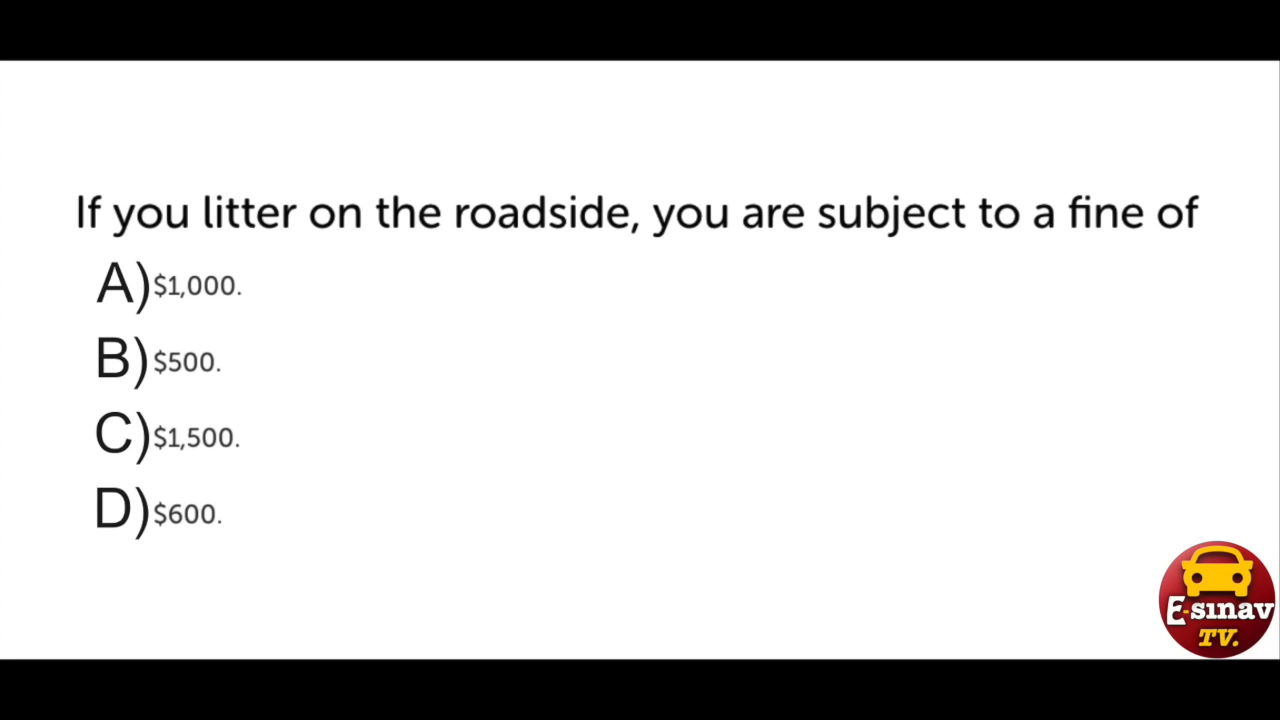 If you litter on the roadside, you are subject to a fine of
A) $1,000.
B) $500.
C) $1,500.
D) $600.
E-sınav
TV.